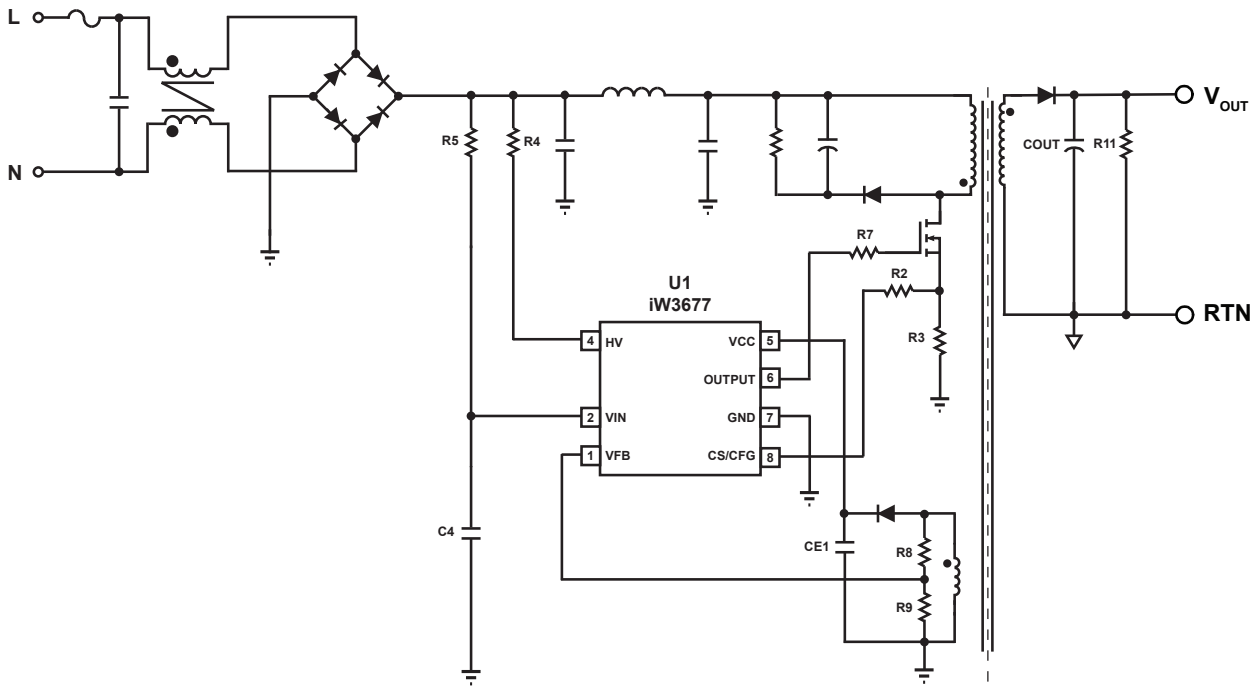 L
N
R5
R4
COUT
R11
VOUT
RTN
R7
R2
R3
U1
iW3677
4
HV
VCC
5
OUTPUT
6
2
VIN
GND
7
1
VFB
CS/CFG
8
C4
CE1
R8
R9